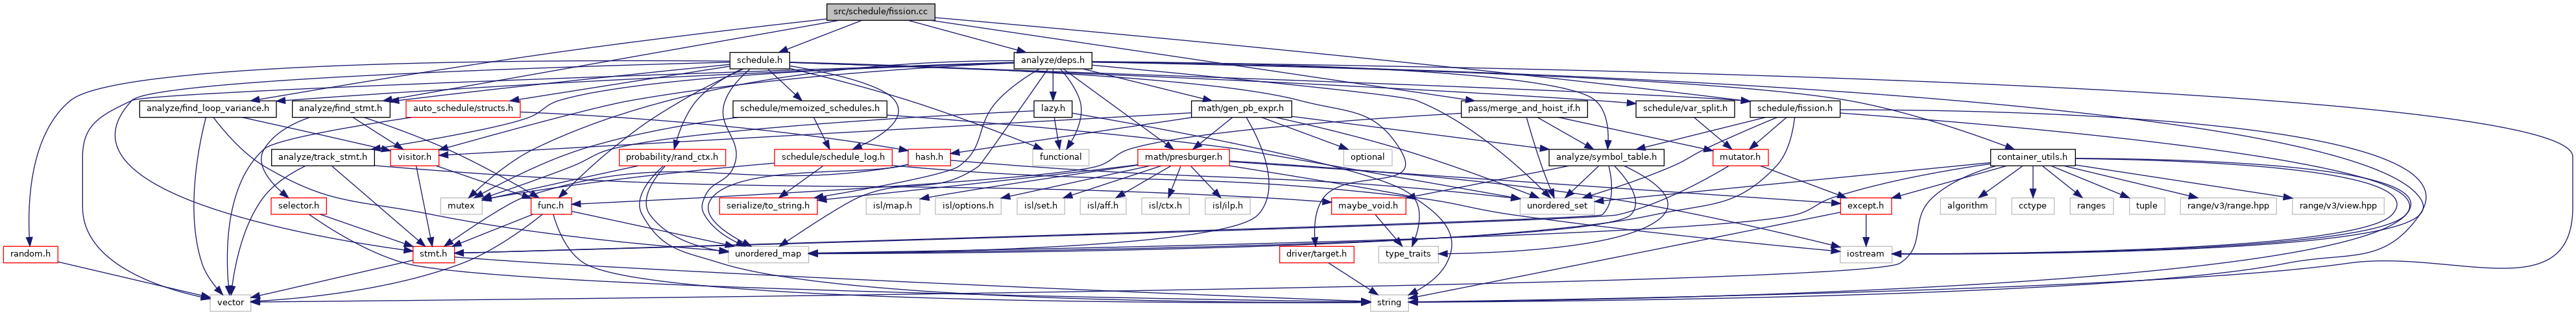 src/schedule/fission.cc
schedule.h
analyze/deps.h
analyze/find_loop_variance.h
analyze/find_stmt.h
auto_schedule/structs.h
schedule/memoized_schedules.h
lazy.h
math/gen_pb_expr.h
pass/merge_and_hoist_if.h
schedule/var_split.h
schedule/fission.h
analyze/track_stmt.h
visitor.h
probability/rand_ctx.h
schedule/schedule_log.h
hash.h
functional
math/presburger.h
optional
analyze/symbol_table.h
mutator.h
container_utils.h
selector.h
mutex
func.h
serialize/to_string.h
isl/map.h
isl/options.h
isl/set.h
isl/aff.h
isl/ctx.h
isl/ilp.h
maybe_void.h
unordered_set
except.h
algorithm
cctype
ranges
tuple
range/v3/range.hpp
range/v3/view.hpp
random.h
stmt.h
unordered_map
driver/target.h
type_traits
iostream
vector
string